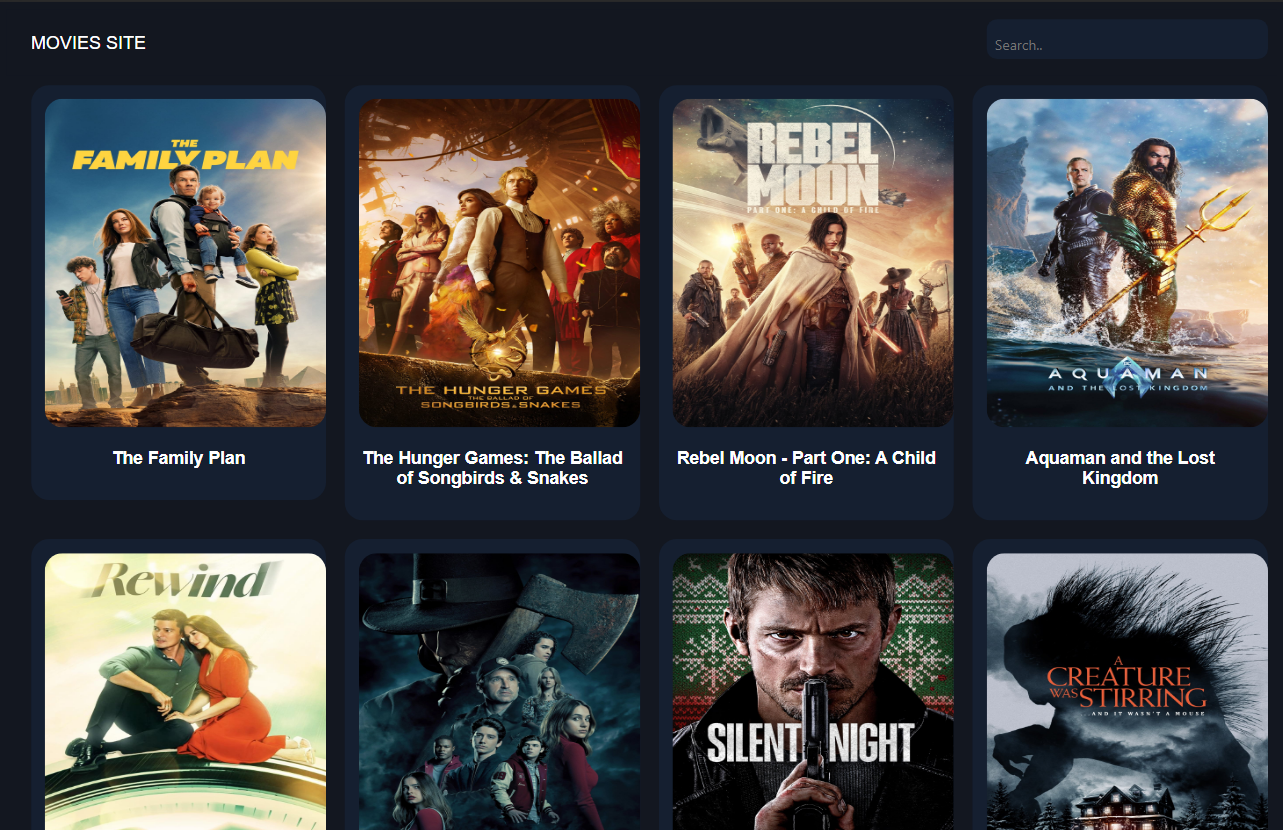 MOVIES SITE
Search..
THE
FAMILY PLAN
THE HUNGER GAMES
THE BALLAD OF
SONGBIRDS & SNAKES
REBEL
MOON
PART ONE: A CHILD OF FIRE
AQUAMAN
AND THE LOST KINGDOM
The Family Plan
The Hunger Games: The Ballad
of Songbirds & Snakes
Rebel Moon - Part One: A Child
of Fire
Aquaman and the Lost
Kingdom
Rewind
SILENT NIGHT
A
CREATURE
WAS STIRRING
...AND IT WASN'T A MOUSE